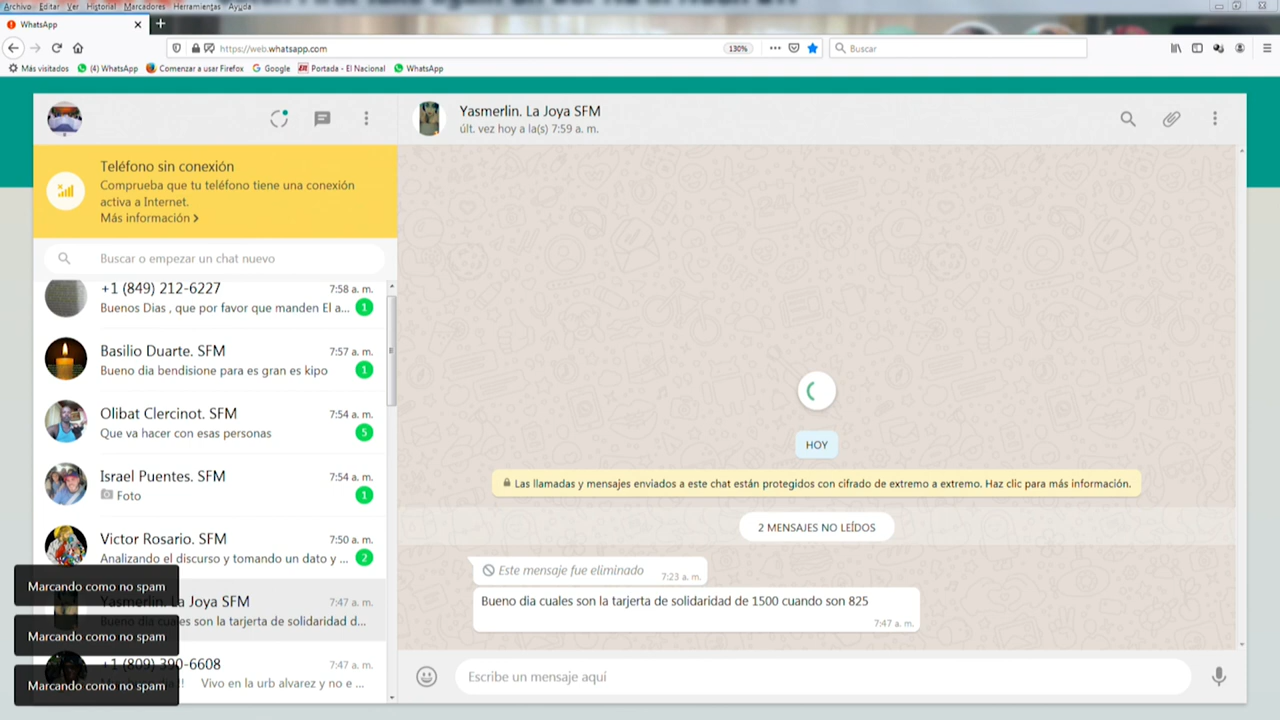 Archivo Editar Ver Historial Marcadores Herramientas Ayuda
WhatsApp
https://web.whatsapp.com
130%
Buscar
Más visitados
(4) WhatsApp
Comenzar a usar Firefox
Google
Portada - El Nacional
WhatsApp
Yasmerlin. La Joya SFM
últ. vez hoy a la(s) 7:59 a. m.
Teléfono sin conexión
Comprueba que tu teléfono tiene una conexión
activa a Internet.
Más información
Buscar o empezar un chat nuevo
+1 (849) 212-6227
7:58 a. m.
Buenos Dias , que por favor que manden El a...
1
Basilio Duarte. SFM
7:57 a. m.
Bueno dia bendisione para es gran es kipo
1
Olibat Clercinot. SFM
7:54 a. m.
Que va hacer con esas personas
5
Israel Puentes. SFM
7:54 a. m.
Foto
1
Victor Rosario. SFM
7:50 a. m.
Analizando el discurso y tomando un dato y ...
2
Yasmerlin. La Joya SFM
7:47 a. m.
Bueno dia cuales son la tarjerta de solidaridad d...
+1 (809) 390-6608
7:47 a. m.
!! Vivo en la urb alvarez y no e ...
Marcando como no spam
Marcando como no spam
Marcando como no spam
HOY
Las llamadas y mensajes enviados a este chat están protegidos con cifrado de extremo a extremo. Haz clic para más información.
2 MENSAJES NO LEÍDOS
Este mensaje fue eliminado
7:23 a. m.
Bueno dia cuales son la tarjerta de solidaridad de 1500 cuando son 825
7:47 a. m.
Escribe un mensaje aquí